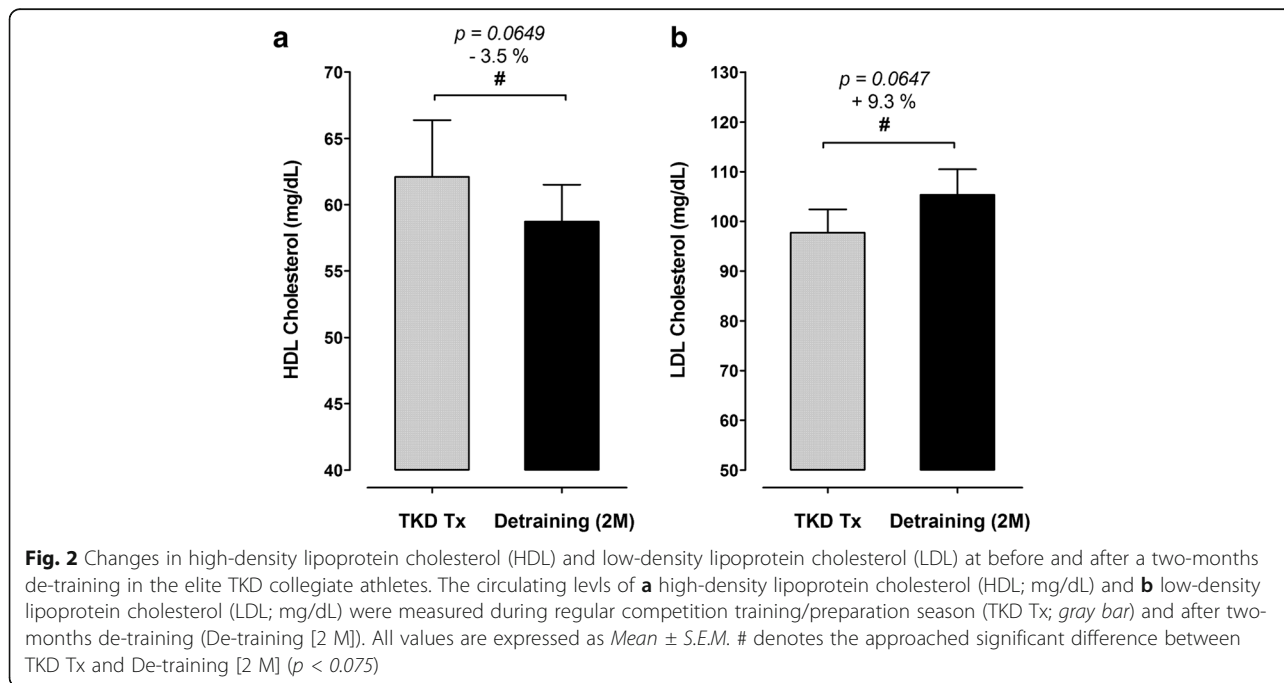 a
p = 0.0649
- 3.5 %
#
70
65
60
55
50
45
40
HDL Cholesterol (mg/dL)
TKD Tx Detraining (2M)
b
p = 0.0647
+ 9.3 %
#
130
120
110
100
90
80
70
60
50
LDL Cholesterol (mg/dL)
TKD Tx Detraining (2M)
Fig. 2 Changes in high-density lipoprotein cholesterol (HDL) and low-density lipoprotein cholesterol (LDL) at before and after a two-months
de-training in the elite TKD collegiate athletes. The circulating levls of a high-density lipoprotein cholesterol (HDL; mg/dL) and b low-density
lipoprotein cholesterol (LDL; mg/dL) were measured during regular competition training/preparation season (TKD Tx; gray bar) and after two-
months de-training (De-training [2 M]). All values are expressed as Mean ± S.E.M. # denotes the approached significant difference between
TKD Tx and De-training [2 M] (p < 0.075)